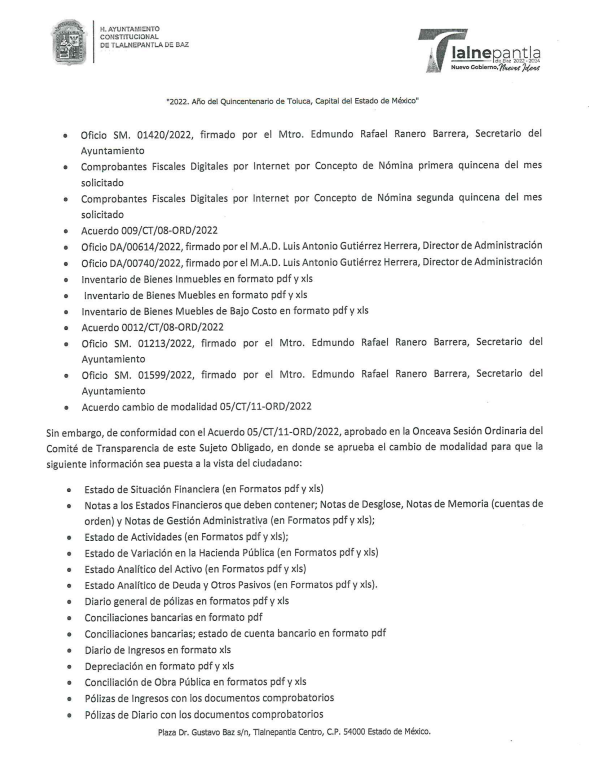 H. AYUNTAMIENTO
CONSTITUCIONAL
DE TLALNEPANTLA DE BAZ
Tlalnepantla
de Baz 2022 - 2024
Nuevo Gobierno, Nuevas Ideas
"2022. Año del Quincentenario de Toluca, Capital del Estado de México"
• Oficio SM. 01420/2022, firmado por el Mtro. Edmundo Rafael Ranero Barrera, Secretario del
Ayuntamiento
• Comprobantes Fiscales Digitales por Internet por Concepto de Nómina primera quincena del mes
solicitado
• Comprobantes Fiscales Digitales por Internet por Concepto de Nómina segunda quincena del mes
solicitado
• Acuerdo 009/CT/08-ORD/2022
• Oficio DA/00614/2022, firmado por el M.A.D. Luis Antonio Gutiérrez Herrera, Director de Administración
• Oficio DA/00740/2022, firmado por el M.A.D. Luis Antonio Gutiérrez Herrera, Director de Administración
• Inventario de Bienes Inmuebles en formato pdf y xls
• Inventario de Bienes Muebles en formato pdf y xls
• Inventario de Bienes Muebles de Bajo Costo en formato pdf y xls
• Acuerdo 0012/CT/08-ORD/2022
• Oficio SM. 01213/2022, firmado por el Mtro. Edmundo Rafael Ranero Barrera, Secretario del
Ayuntamiento
• Oficio SM. 01599/2022, firmado por el Mtro. Edmundo Rafael Ranero Barrera, Secretario del
Ayuntamiento
• Acuerdo cambio de modalidad 05/CT/11-ORD/2022
Sin embargo, de conformidad con el Acuerdo 05/CT/11-ORD/2022, aprobado en la Onceava Sesión Ordinaria del
Comité de Transparencia de este Sujeto Obligado, en donde se aprueba el cambio de modalidad para que la
siguiente información sea puesta a la vista del ciudadano:
• Estado de Situación Financiera (en Formatos pdf y xls)
• Notas a los Estados Financieros que deben contener; Notas de Desglose, Notas de Memoria (cuentas de
orden) y Notas de Gestión Administrativa (en Formatos pdf y xls);
• Estado de Actividades (en Formatos pdf y xls);
• Estado de Variación en la Hacienda Pública (en Formatos pdf y xls)
• Estado Analítico del Activo (en Formatos pdf y xls)
• Estado Analítico de Deuda y Otros Pasivos (en Formatos pdf y xls).
• Diario general de pólizas en formatos pdf y xls
• Conciliaciones bancarias en formato pdf
• Conciliaciones bancarias; estado de cuenta bancario en formato pdf
• Diario de Ingresos en formato xls
• Depreciación en formato pdf y xls
• Conciliación de Obra Pública en formatos pdf y xls
• Pólizas de Ingresos con los documentos comprobatorios
• Pólizas de Diario con los documentos comprobatorios
Plaza Dr. Gustavo Baz s/n, Tlalnepantla Centro, C.P. 54000 Estado de México.